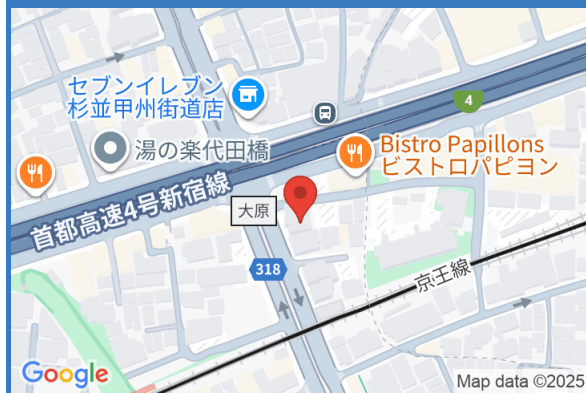 セブンイレブン
杉並甲州街道店
4
湯の楽代田橋
Bistro Papillons
ビストロパピヨン
首都高速4号新宿線
大原
318
京王線
Google
Map data ©2025